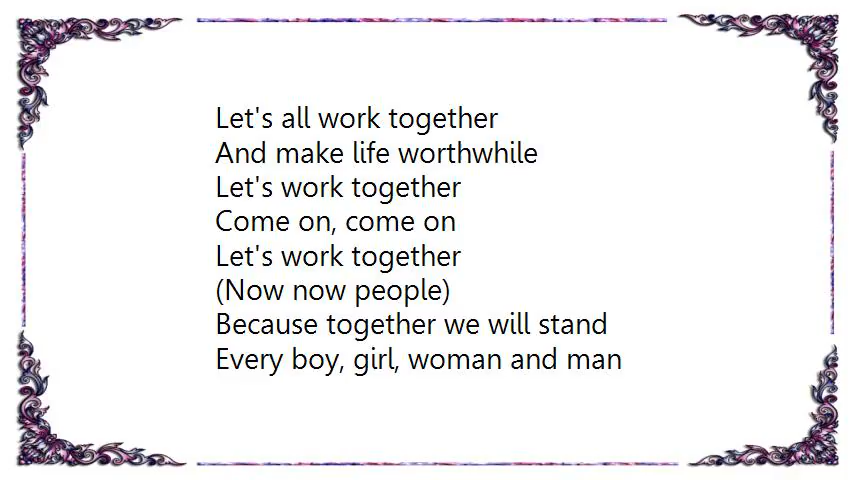 Let's all work together
And make life worthwhile
Let's work together
Come on, come on
Let's work together
(Now now people)
Because together we will stand
Every boy, girl, woman and man